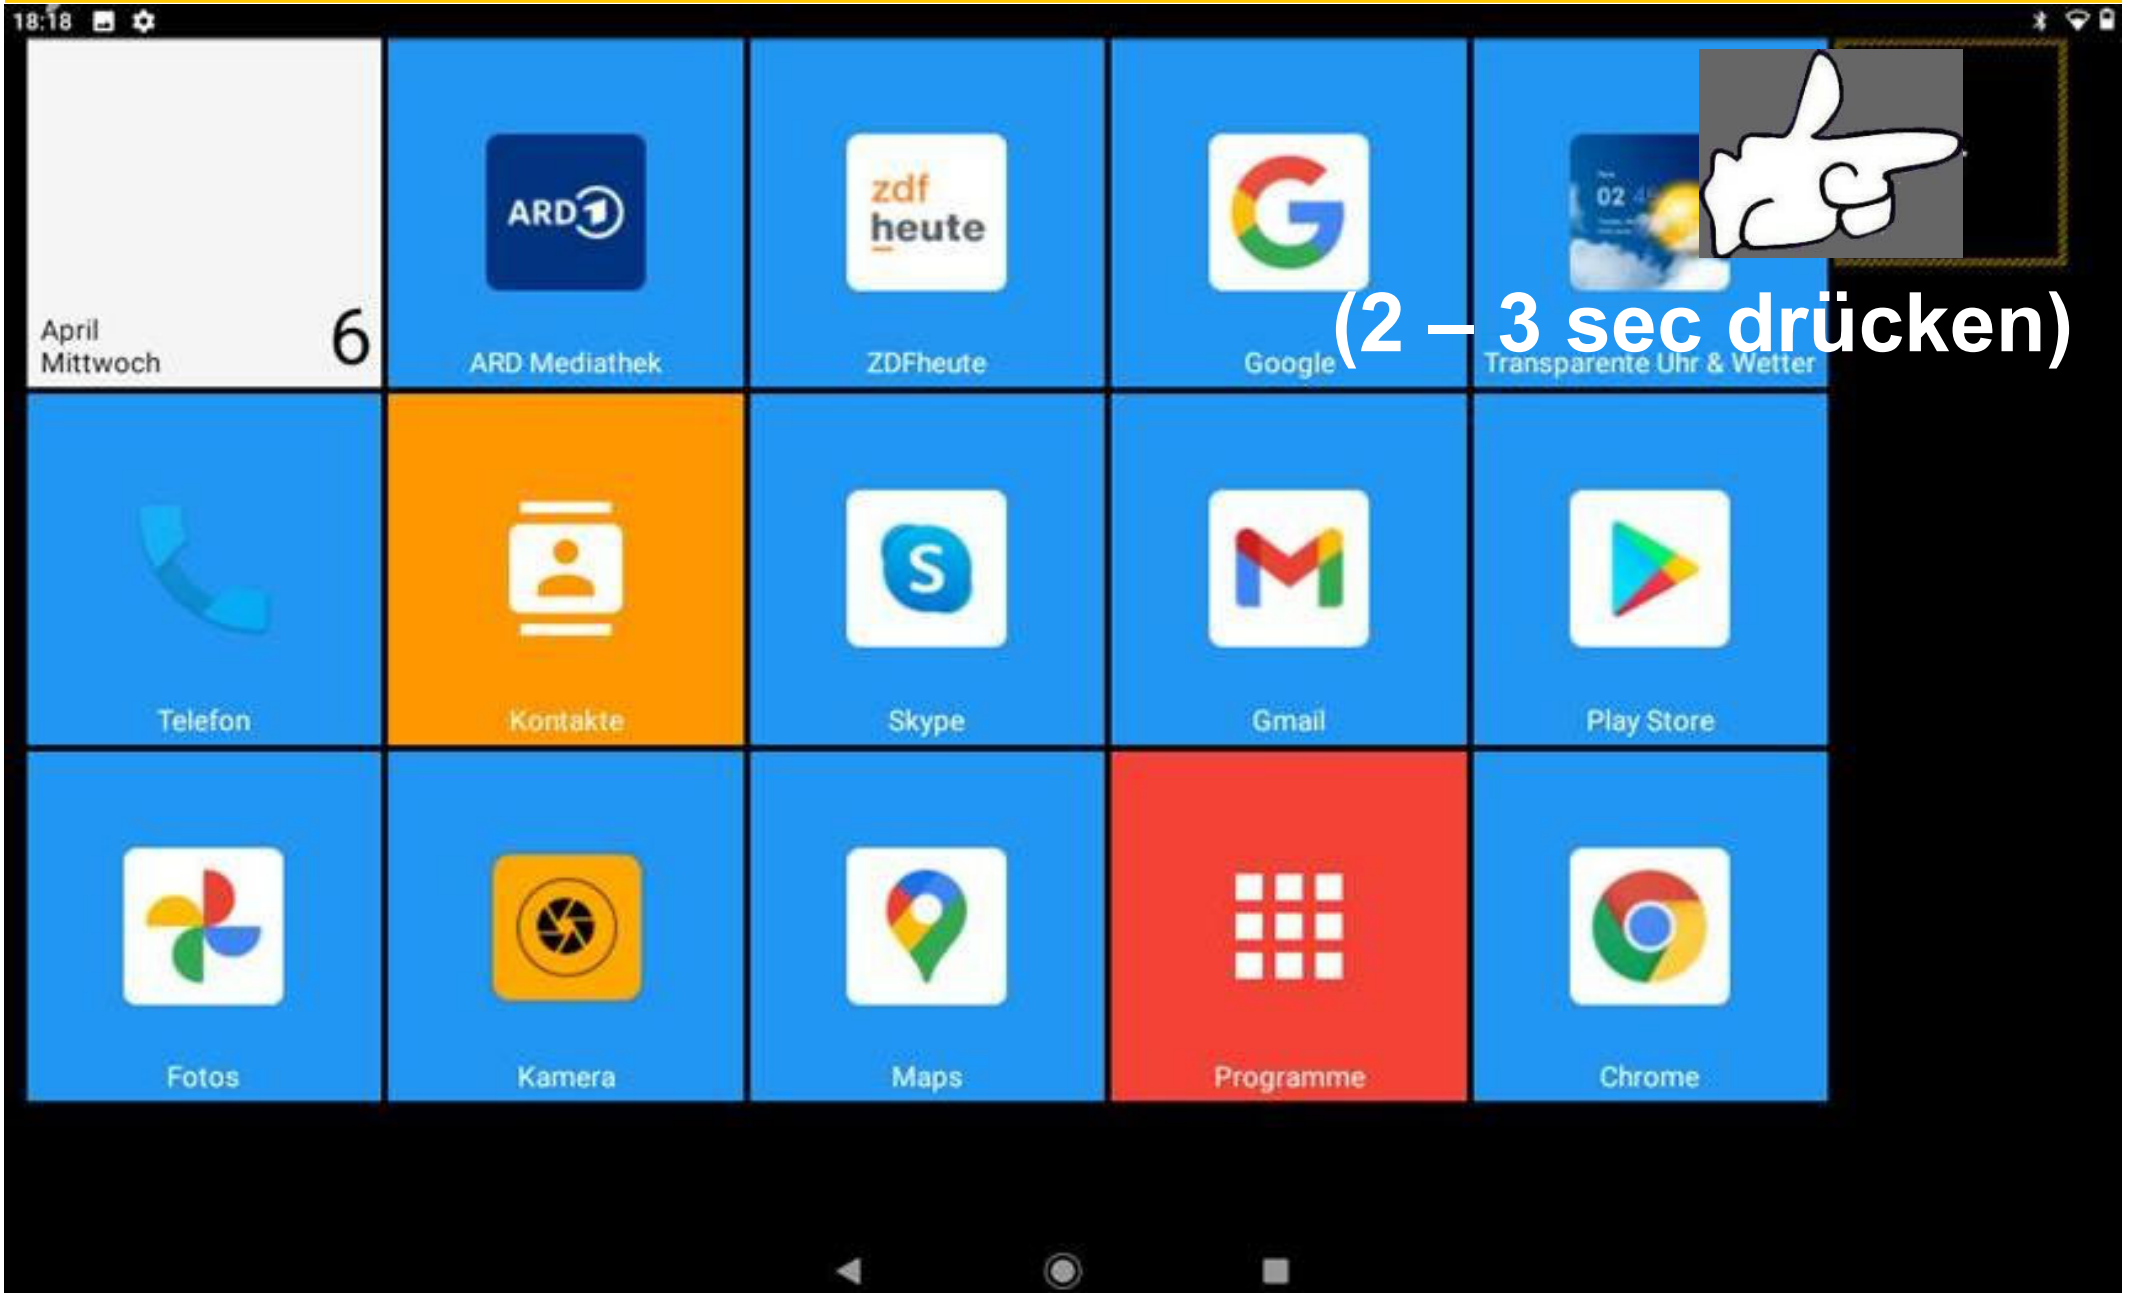 18:18
April
Mittwoch
6
ARD
ARD Mediathek
zdf
heute
ZDFheute
Google
02
Transparente Uhr & Wetter
(2 – 3 sec drücken)
Telefon
Kontakte
S
Skype
Gmail
Play Store
Fotos
Kamera
Maps
Programme
Chrome